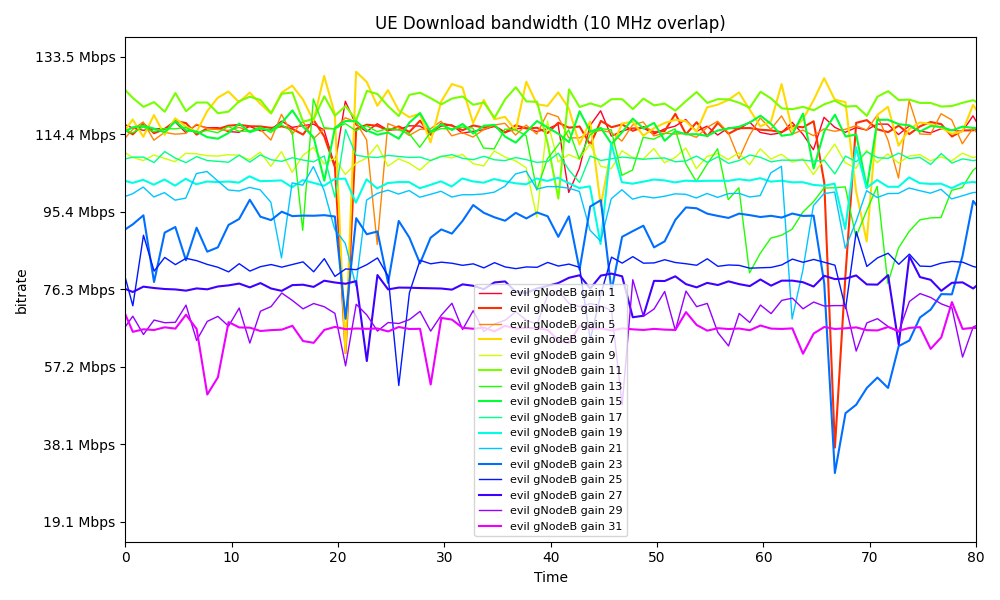 UE Download bandwidth (10 MHz overlap)
133.5 Mbps
114.4 Mbps
95.4 Mbps
76.3 Mbps
57.2 Mbps
38.1 Mbps
19.1 Mbps
bitrate
evil gNodeB gain 1
evil gNodeB gain 3
evil gNodeB gain 5
evil gNodeB gain 7
evil gNodeB gain 9
evil gNodeB gain 11
evil gNodeB gain 13
evil gNodeB gain 15
evil gNodeB gain 17
evil gNodeB gain 19
evil gNodeB gain 21
evil gNodeB gain 23
evil gNodeB gain 25
evil gNodeB gain 27
evil gNodeB gain 29
evil gNodeB gain 31
0 10 20 30 40 50 60 70 80
Time